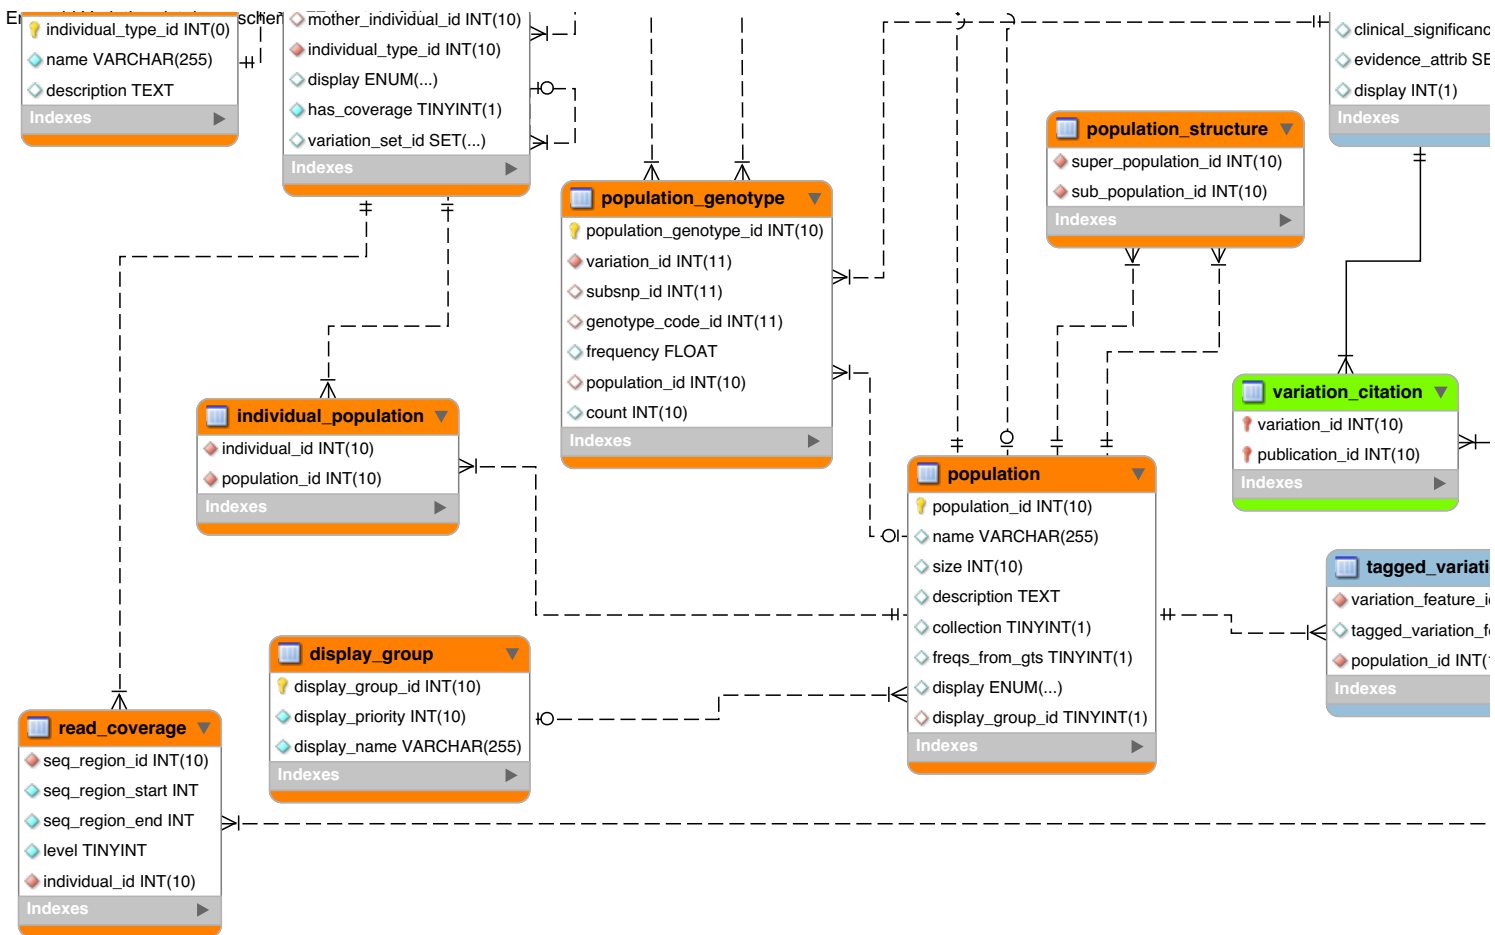 individual_type_id INT(0)
name VARCHAR(255)
description TEXT
Indexes
mother_individual_id INT(10)
individual_type_id INT(10)
display ENUM(...)
has_coverage TINYINT(1)
variation_set_id SET(...)
Indexes
clinical_significanc
evidence_attrib SE
display INT(1)
Indexes
population_structure
super_population_id INT(10)
sub_population_id INT(10)
Indexes
population_genotype
population_genotype_id INT(10)
variation_id INT(11)
subsnp_id INT(11)
genotype_code_id INT(11)
frequency FLOAT
population_id INT(10)
count INT(10)
Indexes
individual_population
individual_id INT(10)
population_id INT(10)
Indexes
variation_citation
variation_id INT(10)
publication_id INT(10)
Indexes
population
population_id INT(10)
name VARCHAR(255)
size INT(10)
description TEXT
collection TINYINT(1)
freqs_from_gts TINYINT(1)
display ENUM(...)
display_group_id TINYINT(1)
Indexes
tagged_variati
variation_feature_i
tagged_variation_f
population_id INT(
Indexes
display_group
display_group_id INT(10)
display_priority INT(10)
display_name VARCHAR(255)
Indexes
read_coverage
seq_region_id INT(10)
seq_region_start INT
seq_region_end INT
level TINYINT
individual_id INT(10)
Indexes